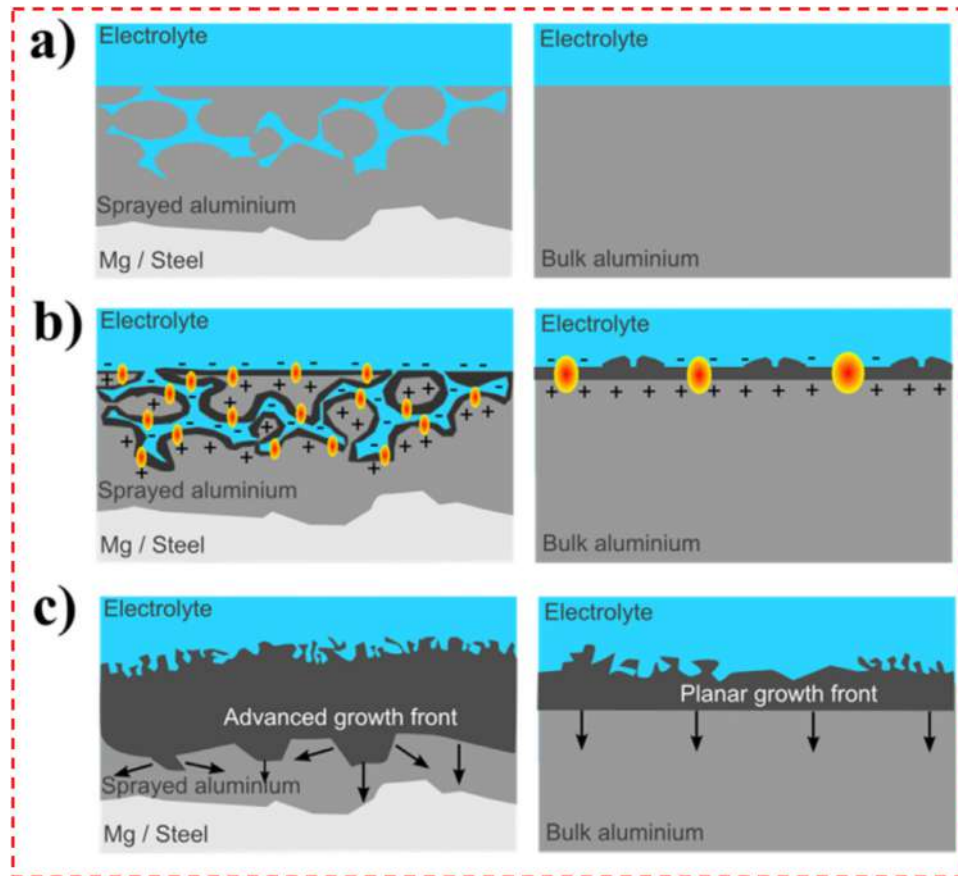 a)
Electrolyte
Sprayed aluminium
Mg / Steel
Electrolyte
Bulk aluminium
b)
Electrolyte
Sprayed aluminium
Mg / Steel
Electrolyte
Bulk aluminium
c)
Electrolyte
Advanced growth front
Sprayed aluminium
Mg / Steel
Electrolyte
Planar growth front
Bulk aluminium